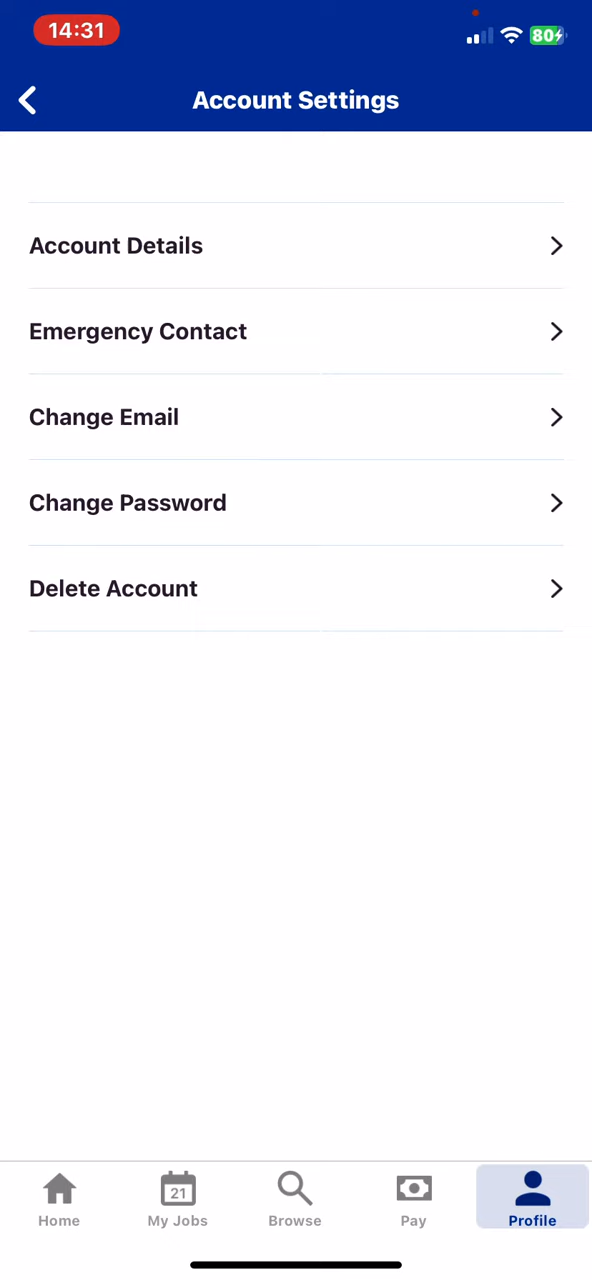 14:31
80
Account Settings
Account Details
Emergency Contact
Change Email
Change Password
Delete Account
21
Home
My Jobs
Browse
Pay
Profile